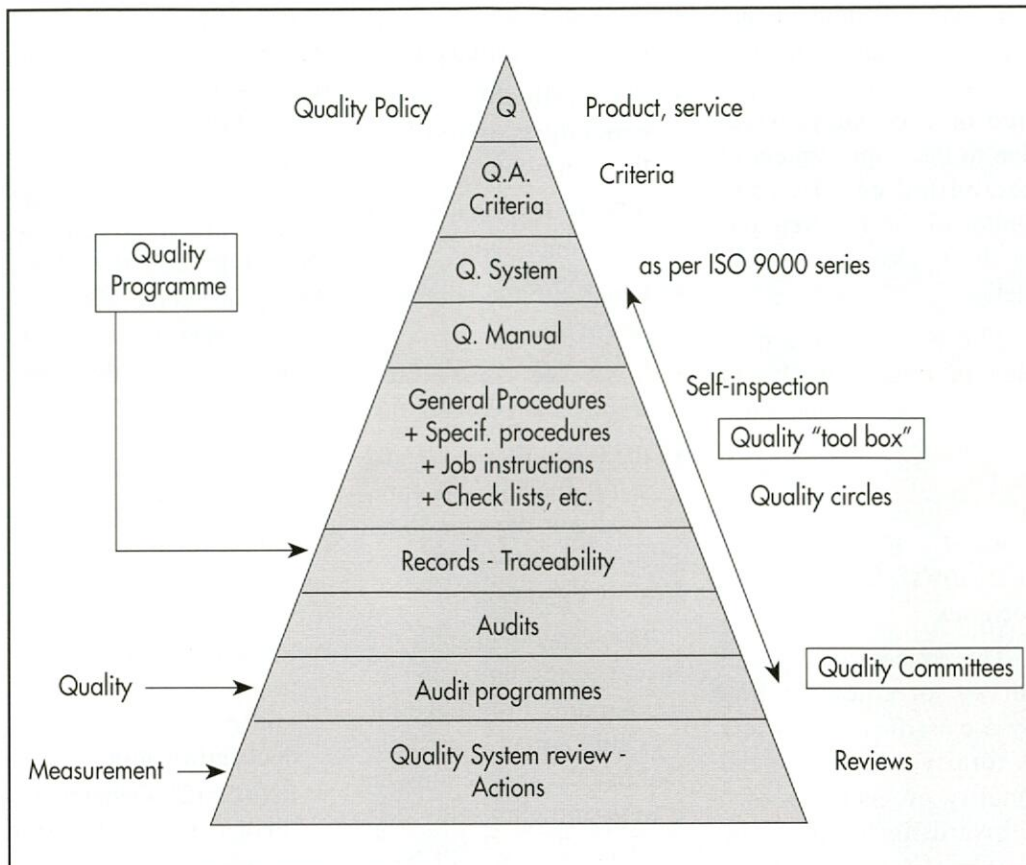 Quality Policy
Q
Product, service
Q.A.
Criteria
Criteria
Quality
Programme
Q. System
as per ISO 9000 series
Q. Manual
General Procedures
+ Specif. procedures
+ Job instructions
+ Check lists, etc.
Self-inspection
Quality "tool box"
Quality circles
Records - Traceability
Audits
Quality
Audit programmes
Quality Committees
Measurement
Quality System review -
Actions
Reviews